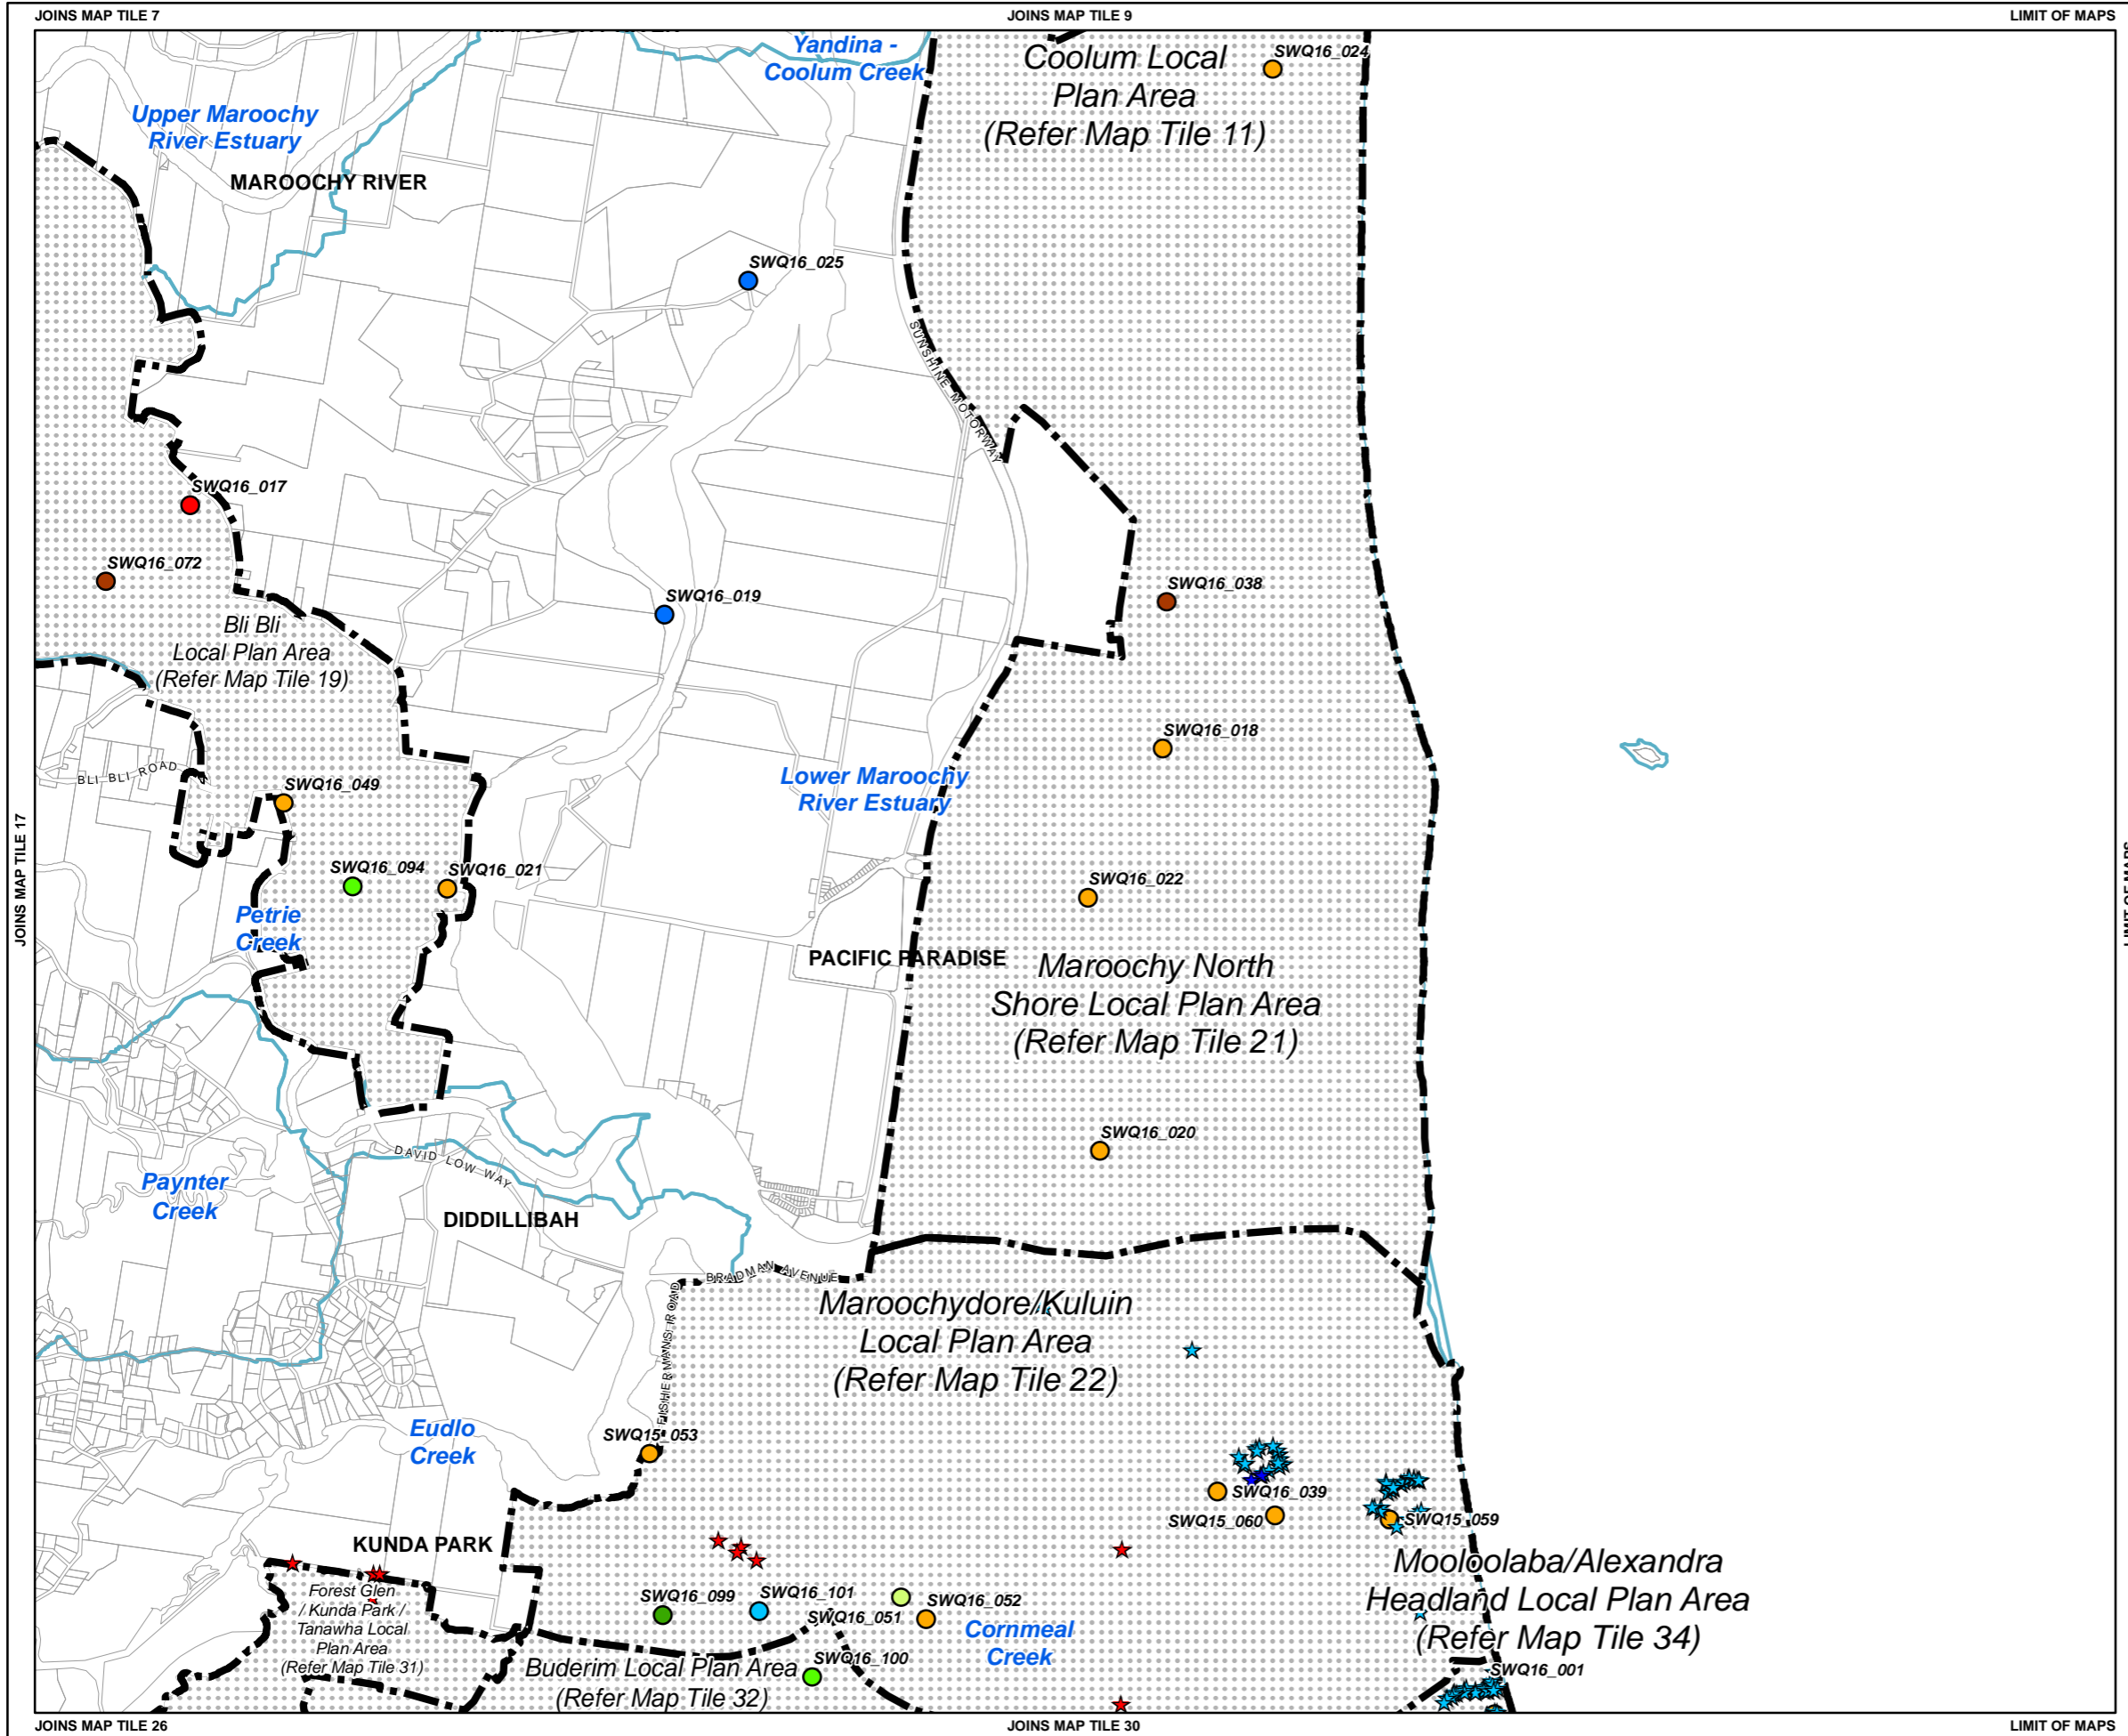 JOINS MAP TILE 7
JOINS MAP TILE 9
LIMIT OF MAPS
Yandina -
Coolum Creek
Coolum Local
Plan Area
(Refer Map Tile 11)
SWQ16_024
Upper Maroochy
River Estuary
MAROOCHY RIVER
SWQ16_025
SUNSHINE MOTORWAY
SWQ16_017
SWQ16_072
SWQ16_019
SWQ16_038
Bli Bli
Local Plan Area
(Refer Map Tile 19)
SWQ16_018
BLI BLI ROAD
SWQ16_049
Lower Maroochy
River Estuary
JOINS MAP TILE 17
LIMIT OF MAPS
SWQ16_094
SWQ16_021
SWQ16_022
Petrie
Creek
PACIFIC PARADISE
Maroochy North
Shore Local Plan Area
(Refer Map Tile 21)
SWQ16_020
DAVID LOW WAY
Paynter
Creek
DIDDILLIBAH
BRADMAN AVENUE
FISHERMANS ROAD
Maroochydore/Kuluin
Local Plan Area
(Refer Map Tile 22)
Eudlo
Creek
SWQ15_053
SWQ16_039
SWQ15_060
SWQ15_059
KUNDA PARK
Mooloolaba/Alexandra
Headland Local Plan Area
(Refer Map Tile 34)
Forest Glen
/ Kunda Park /
Tanawha Local
Plan Area
(Refer Map Tile 31)
SWQ16_099
SWQ16_101
SWQ16_051
SWQ16_052
Cornmeal
Creek
SWQ16_100
Buderim Local Plan Area
(Refer Map Tile 32)
SWQ16_001
JOINS MAP TILE 26
JOINS MAP TILE 30
LIMIT OF MAPS